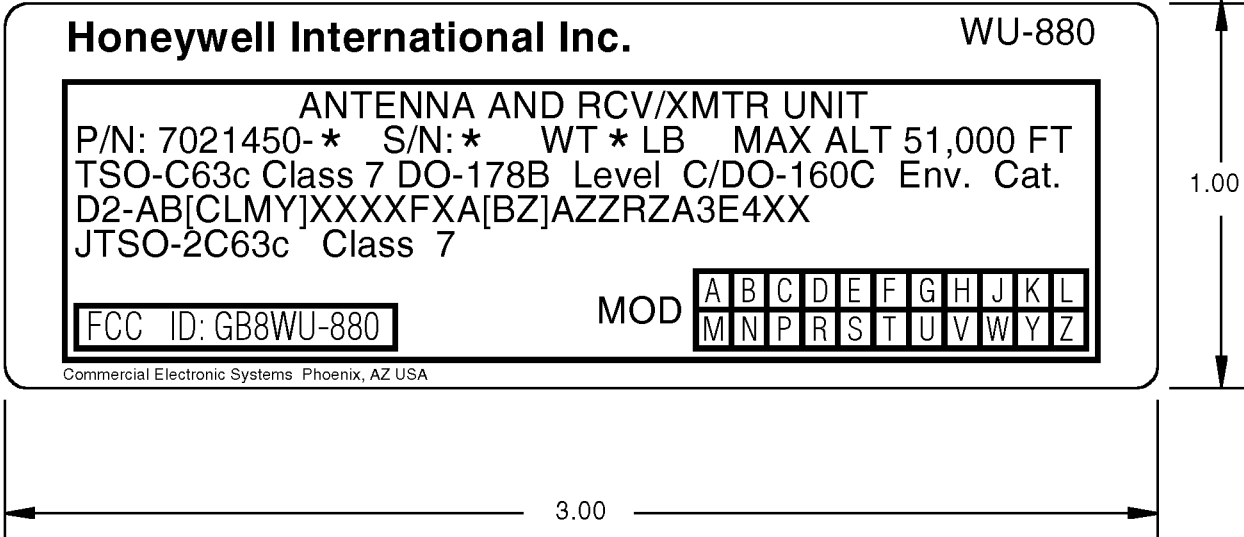 Honeywell International Inc. WU-880
ANTENNA AND RCV/XMTR UNIT
P/N: 7021450-* S/N: * WT * LB MAX ALT 51,000 FT
TSO-C63c Class 7 DO-178B Level C/DO-160C Env. Cat.
D2-AB[CLMY]XXXXFXA[BZ]AZZRZA3E4XX
JTSO-2C63c Class 7
MOD
A B C D E F G H J K L
M N P R S T U V W Y Z
FCC ID: GB8WU-880
Commercial Electronic Systems Phoenix, AZ USA
1.00
3.00